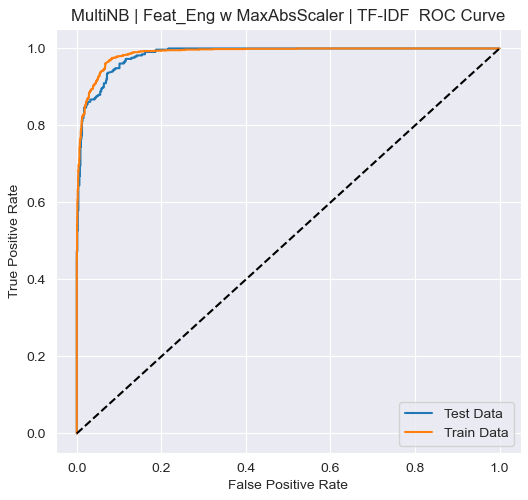 MultiNB | Feat_Eng w MaxAbsScaler | TF-IDF  ROC Curve
1.0
0.8
0.6
0.4
0.2
0.0
True Positive Rate
Test Data
Train Data
0.0 0.2 0.4 0.6 0.8 1.0
False Positive Rate